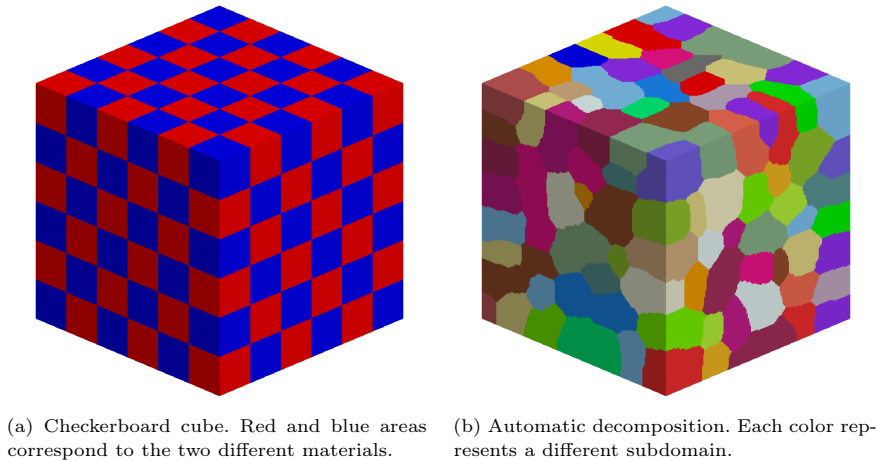 (a) Checkerboard cube. Red and blue areas
correspond to the two different materials.
(b) Automatic decomposition. Each color rep-
resents a different subdomain.